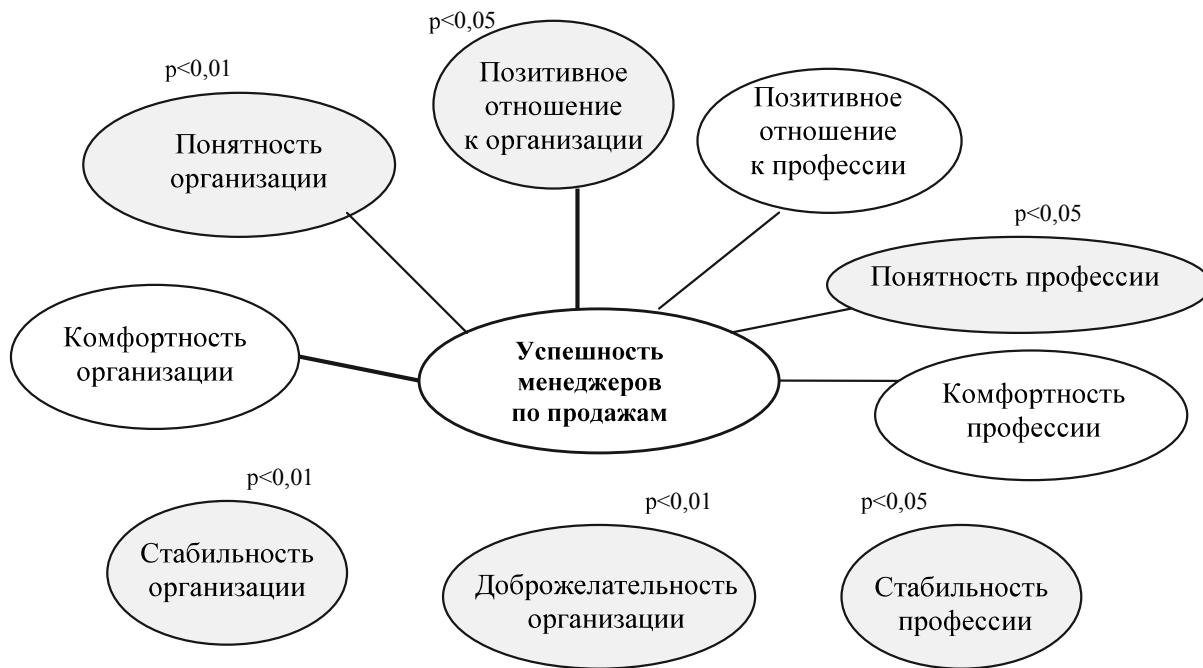 p<0,05
Позитивное
отношение
к организации
p<0,01
Понятность
организации
Позитивное
отношение
к профессии
p<0,05
Понятность профессии
Комфортность
организации
Успешность
менеджеров
по продажам
Комфортность
профессии
p<0,01
Стабильность
организации
p<0,01
Доброжелательность
организации
p<0,05
Стабильность
профессии